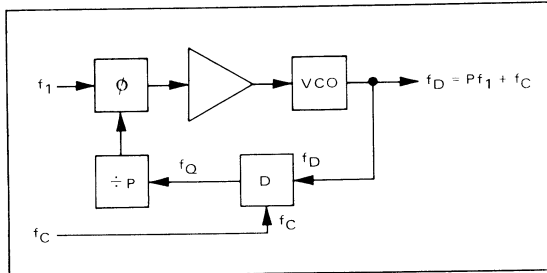 f1 ϕ VCO fD = Pf1 + fC
fQ fD
÷P D
fC fC